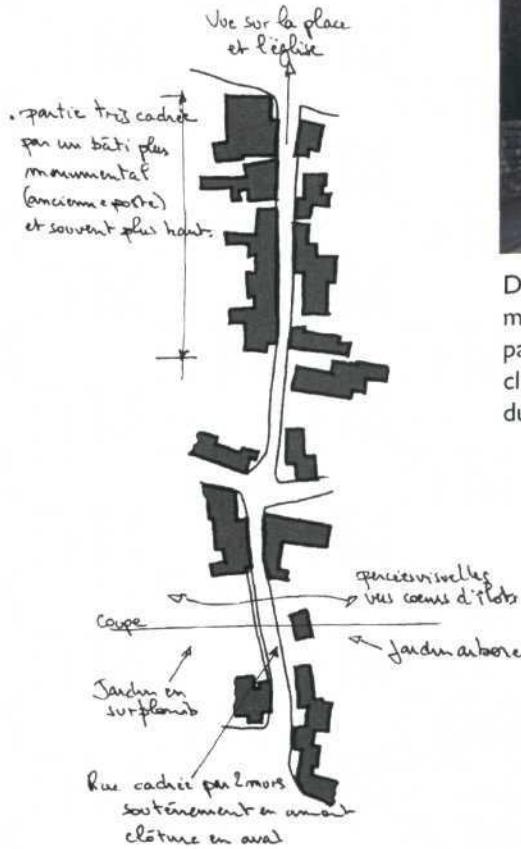 Vue sur la place
et l'église
. partie très cadrée
par un bâti plus
monumental
(ancienne poste)
et souvent plus haut.
D
m
pa
cl
du
percées visuelles
vers coeurs d'îlots
Coupe
Jardin arboré
Jardin en
surplomb
Rue cadrée par 2 murs
soutènement en amont
clôture en aval